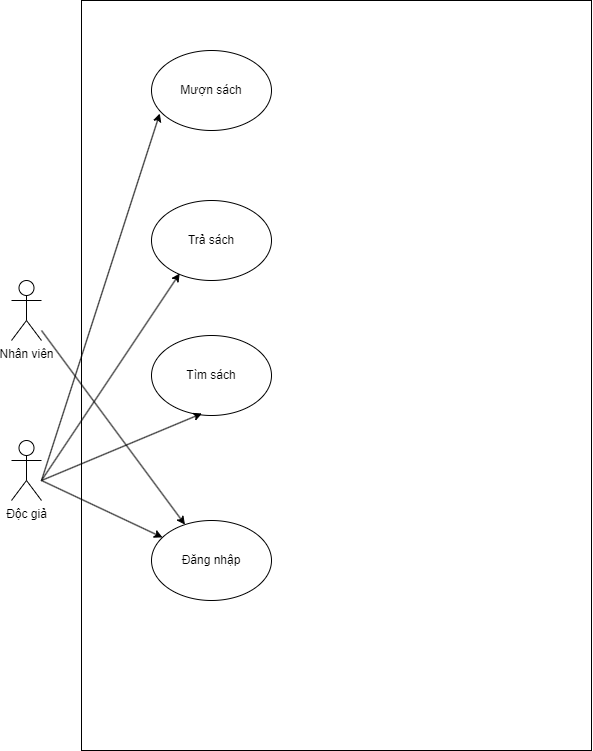 Mượn sách
Trả sách
Tìm sách
Nhân viên
Độc giả
Đăng nhập